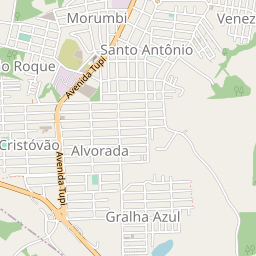 Morumbi
Venez
Santo Antônio
o Roque
Avenida Tupi
Cristóvão
Alvorada
Avenida Tupi
Gralha Azul